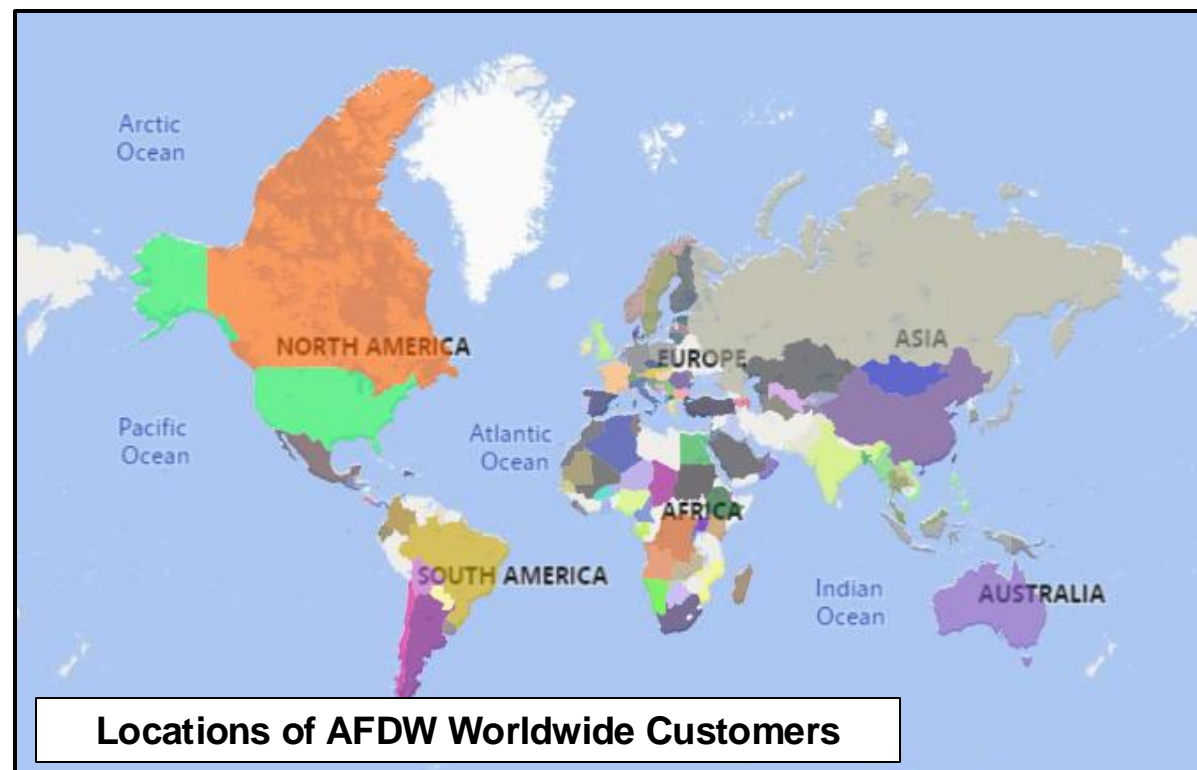 Arctic
Ocean
NORTH AMERICA
EUROPE
ASIA
Pacific
Ocean
Atlantic
Ocean
AFRICA
SOUTH AMERICA
Indian
Ocean
AUSTRALIA
Locations of AFDW Worldwide Customers